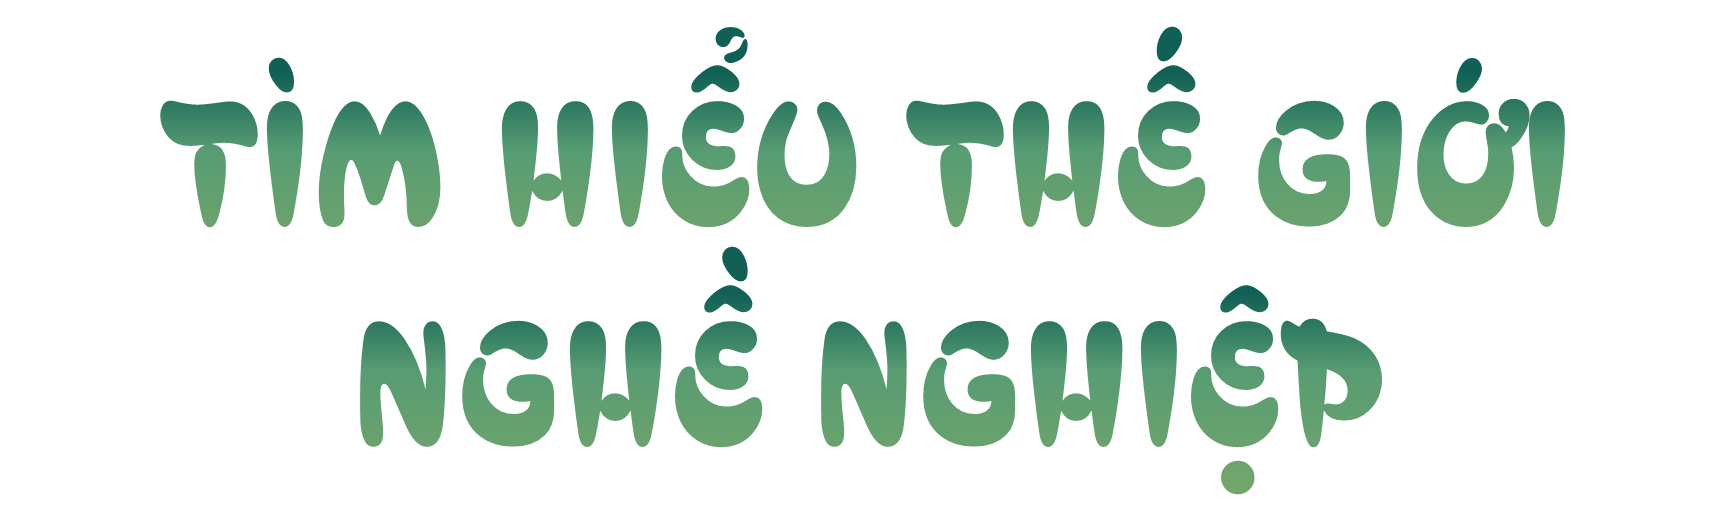 TÌM HIỂU THẾ GIỚI
NGHỀ NGHIỆP